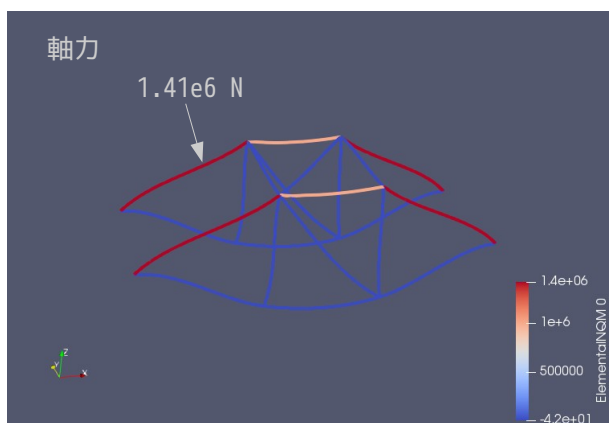 軸力
1.41e6 N
1.4e+06
1e+6
500000
-4.2e+01
ElementalNQM 0
Z
Y
X